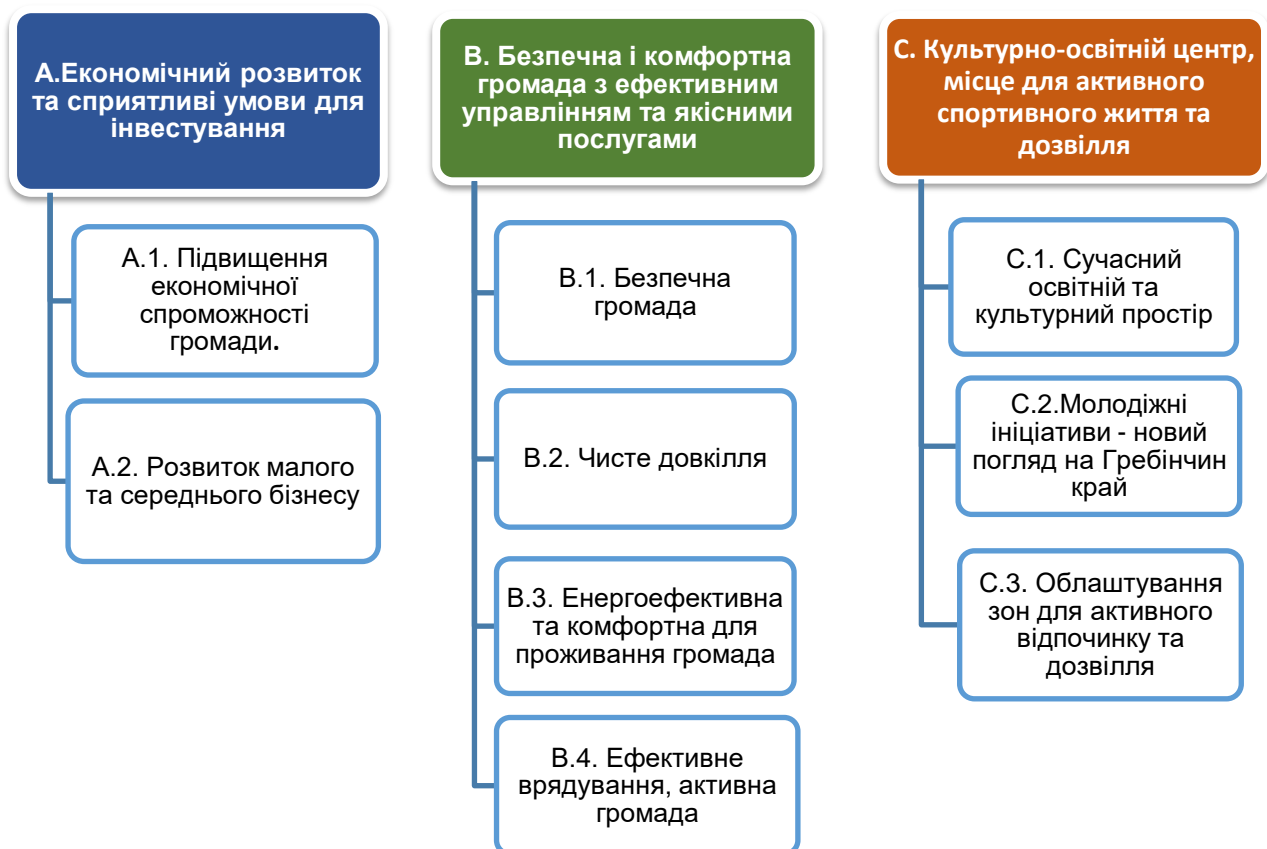 А.Економічний розвиток
та сприятливі умови для
інвестування
А.1. Підвищення
економічної
спроможності
громади.
А.2. Розвиток малого
та середнього бізнесу
В. Безпечна і комфортна
громада з ефективним
управлінням та якісними
послугами
В.1. Безпечна
громада
В.2. Чисте довкілля
В.3. Енергоефективна
та комфортна для
проживання громада
В.4. Ефективне
врядування, активна
громада
С. Культурно-освітній центр,
місце для активного
спортивного життя та
дозвілля
С.1. Сучасний
освітній та
культурний простір
С.2.Молодіжні
ініціативи - новий
погляд на Гребінчин
край
С.3. Облаштування
зон для активного
відпочинку та
дозвілля